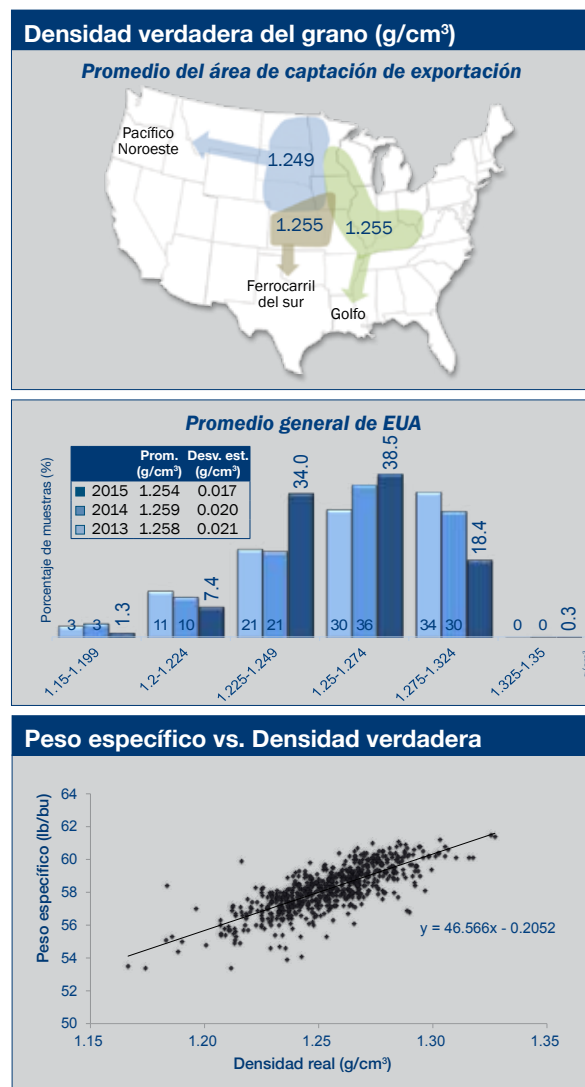 Densidad verdadera del grano (g/cm³)
Promedio del área de captación de exportación
Pacífico
Noroeste
1.249
1.255
1.255
Ferrocarril
del sur
Golfo
Promedio general de EUA
Porcentaje de muestras (%)
Prom. Desv. est.
(g/cm³) (g/cm³)
2015 1.254 0.017
2014 1.259 0.020
2013 1.258 0.021
3 3 1.3
11 10 7.4
21 21 34.0
30 36 38.5
34 30 18.4
0 0 0.3
1.15-1.199
1.2-1.224
1.225-1.249
1.25-1.274
1.275-1.324
1.325-1.35
Peso específico vs. Densidad verdadera
Peso específico (lb/bu)
64
62
60
58
56
54
52
50
y = 46.566x - 0.2052
1.15 1.20 1.25 1.30 1.35
Densidad real (g/cm³)